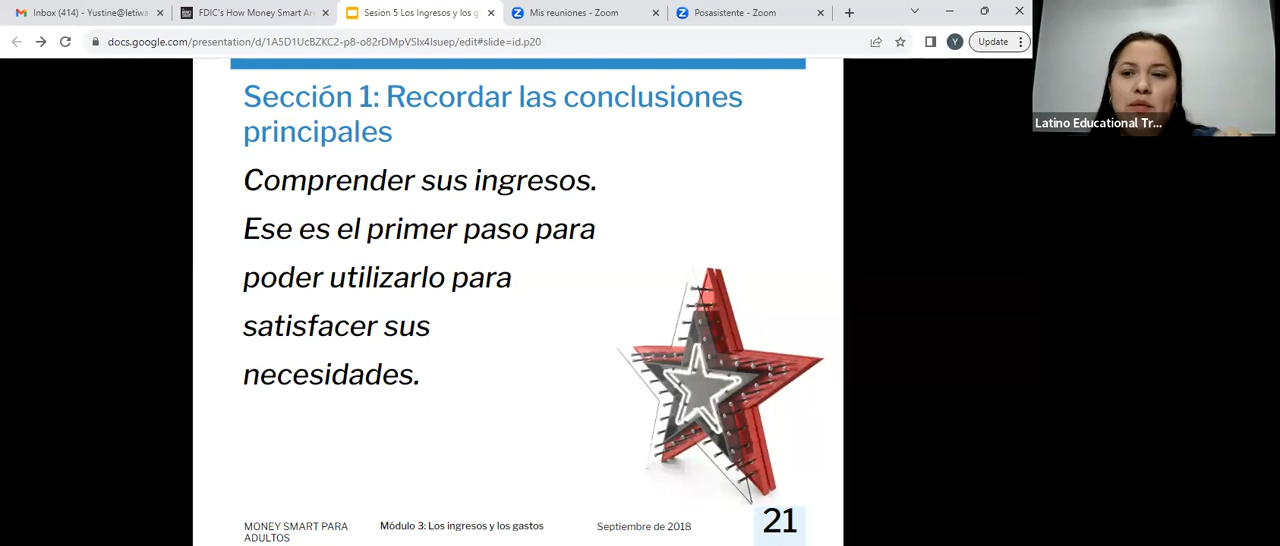 Inbox (414) - Yustine@letiwa
FDIC's How Money Smart Are
Sesion 5 Los Ingresos y los g
Mis reuniones - Zoom
Posasistente - Zoom
docs.google.com/presentation/d/1A5D1UcBZKC2-p8-o82rDMpVSlx4lsuep/edit#slide=id.p20
Y
Update
Latino Educational Tr...
Sección 1: Recordar las conclusiones
principales
Comprender sus ingresos.
Ese es el primer paso para
poder utilizarlo para
satisfacer sus
necesidades.
MONEY SMART PARA
ADULTOS
Módulo 3: Los ingresos y los gastos
Septiembre de 2018
21